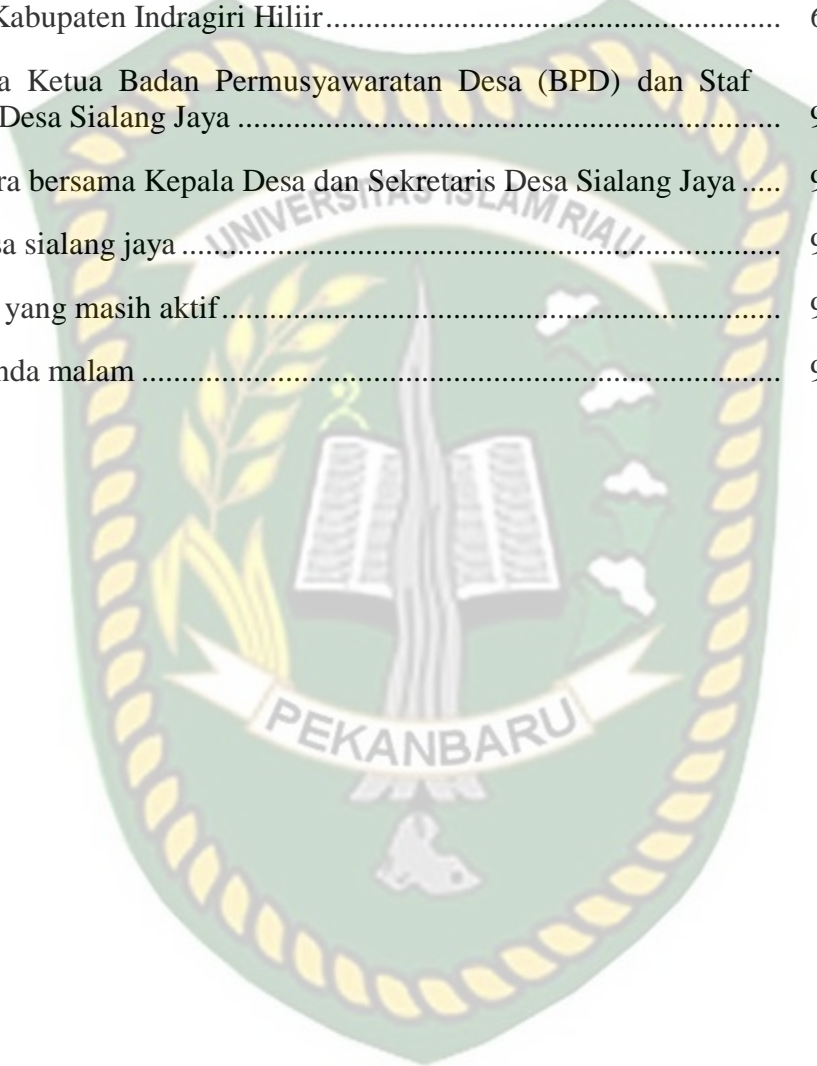 Kabupaten Indragiri Hiliir........................................................................ 6
a Ketua Badan Permusyawaratan Desa (BPD) dan Staf
Desa Sialang Jaya ...................................................................................... 9
ra bersama Kepala Desa dan Sekretaris Desa Sialang Jaya ..... 9
UNIVERSITAS ISLAM RIAU
sa sialang jaya ............................................................................................... 9
yang masih aktif......................................................................................... 9
nda malam ..................................................................................................... 9
PEKANBARU